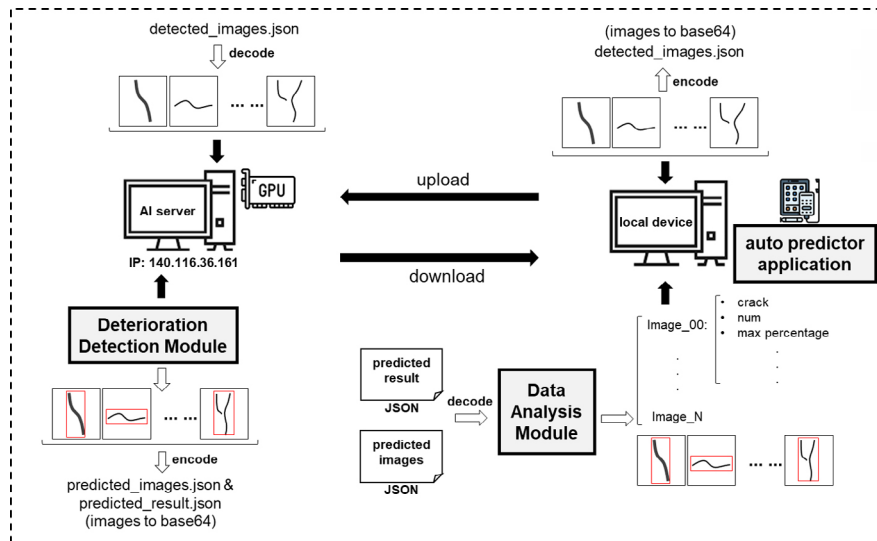 detected_images.json
decode
... ...
GPU
AI server
IP: 140.116.36.161
Deterioration
Detection Module
... ...
encode
predicted_images.json &
predicted_result.json
(images to base64)
upload
download
(images to base64)
detected_images.json
encode
... ...
local device
auto predictor
application
predicted
result
JSON
decode
predicted
images
JSON
Data
Analysis
Module
Image_00:
• crack
• num
• max percentage
Image_N
... ...